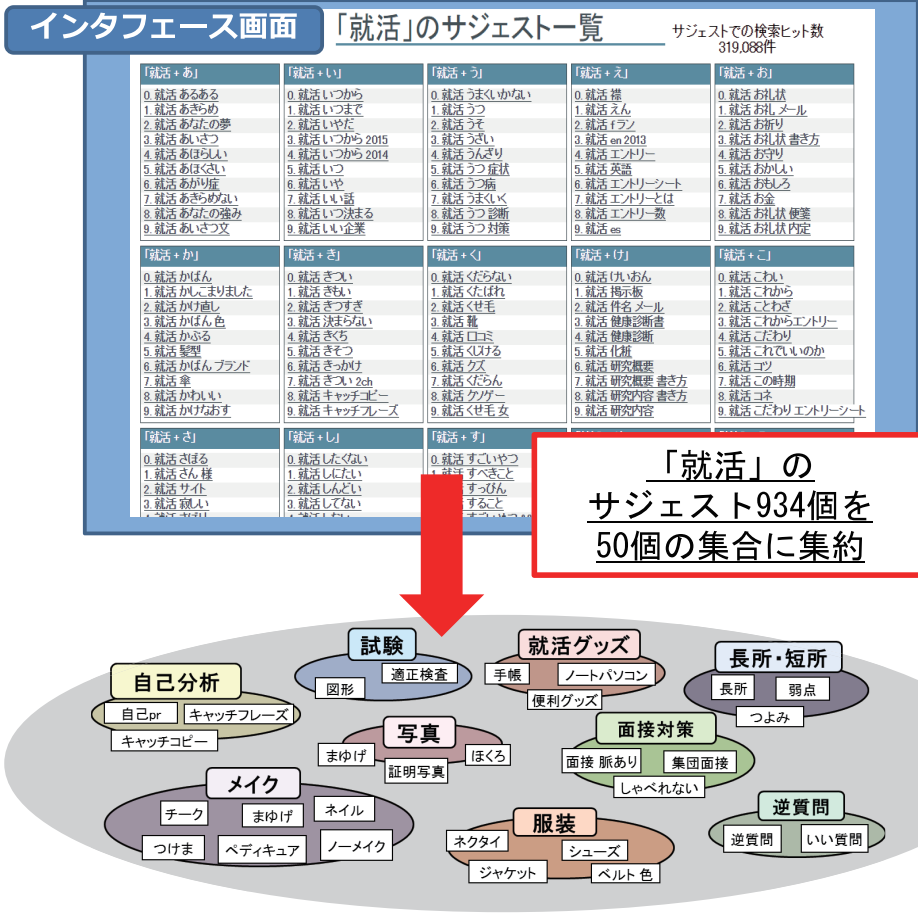 インタフェース画面
「就活」のサジェスト一覧
サジェストでの検索ヒット数
319,088件
「就活 + あ」
0. 就活 あるある
1. 就活 あきらめ
2. 就活 あなたの夢
3. 就活 あいさつ
4. 就活 あほらしい
5. 就活 あほくさい
6. 就活 あがり症
7. 就活 あきらめない
8. 就活 あなたの強み
9. 就活 あいさつ文
「就活 + い」
0. 就活 いつから
1. 就活 いつまで
2. 就活 いやだ
3. 就活 いつから 2015
4. 就活 いつから 2014
5. 就活 いつ
6. 就活 いや
7. 就活 いい話
8. 就活 いつ決まる
9. 就活 いい企業
「就活 + う」
0. 就活 うまくいかない
1. 就活 うつ
2. 就活 うそ
3. 就活 うざい
4. 就活 うんざり
5. 就活 うつ 症状
6. 就活 うつ病
7. 就活 うまくいく
8. 就活 うつ 診断
9. 就活 うつ 対策
「就活 + え」
0. 就活 襟
1. 就活 えん
2. 就活 fラン
3. 就活 en 2013
4. 就活 エントリー
5. 就活 英語
6. 就活 エントリーシート
7. 就活 エントリーとは
8. 就活 エントリー数
9. 就活 es
「就活 + お」
0. 就活 お礼状
1. 就活 お礼 メール
2. 就活 お祈り
3. 就活 お礼状 書き方
4. 就活 お守り
5. 就活 おかしい
6. 就活 おもしろ
7. 就活 お金
8. 就活 お礼状 便箋
9. 就活 お礼状 内定
「就活 + か」
0. 就活 かばん
1. 就活 かしこまりました
2. 就活 かけ直し
3. 就活 かばん 色
4. 就活 かぶる
5. 就活 髪型
6. 就活 かばん ブランド
7. 就活 傘
8. 就活 かわいい
9. 就活 かけなおす
「就活 + き」
0. 就活 きつい
1. 就活 きもい
2. 就活 きつすぎ
3. 就活 決まらない
4. 就活 きくち
5. 就活 きそつ
6. 就活 きっかけ
7. 就活 きつい 2ch
8. 就活 キャッチコピー
9. 就活 キャッチフレーズ
「就活 + く」
0. 就活 くだらない
1. 就活 くたばれ
2. 就活 くせ毛
3. 就活 靴
4. 就活 口コミ
5. 就活 くじける
6. 就活 クズ
7. 就活 くだらん
8. 就活 クソゲー
9. 就活 くせ毛 女
「就活 + け」
0. 就活 けいおん
1. 就活 掲示板
2. 就活 件名 メール
3. 就活 健康診断書
4. 就活 健康診断
5. 就活 化粧
6. 就活 研究概要
7. 就活 研究概要 書き方
8. 就活 研究内容 書き方
9. 就活 研究内容
「就活 + こ」
0. 就活 こわい
1. 就活 これから
2. 就活 ことわざ
3. 就活 これからエントリー
4. 就活 こだわり
5. 就活 これでいいのか
6. 就活 コツ
7. 就活 この時期
8. 就活 コネ
9. 就活 こだわり エントリーシート
「就活 + さ」
0. 就活 さぼる
1. 就活 さん 様
2. 就活 サイト
3. 就活 寂しい
「就活 + し」
0. 就活 したくない
1. 就活 しにたい
2. 就活 しんどい
3. 就活 してない
「就活 + す」
0. 就活 すごいやつ
すべきこと
すっぴん
すること
「就活」の
サジェスト934個を
50個の集合に集約
試験
適正検査
図形
就活グッズ
手帳
ノートパソコン
便利グッズ
長所・短所
長所
弱点
つよみ
自己分析
自己pr
キャッチフレーズ
キャッチコピー
写真
まゆげ
ほくろ
証明写真
面接対策
面接 脈あり
集団面接
しゃべれない
メイク
チーク
まゆげ
ネイル
つけま
ペディキュア
ノーメイク
服装
ネクタイ
シューズ
ジャケット
ベルト 色
逆質問
逆質問
いい質問